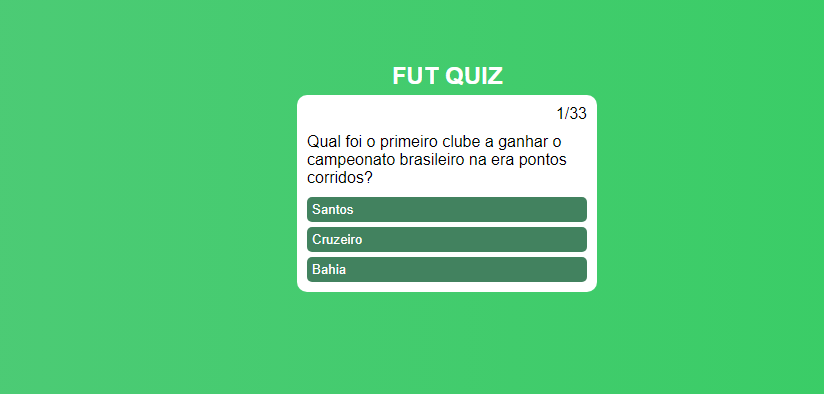 FUT QUIZ
1/33
Qual foi o primeiro clube a ganhar o
campeonato brasileiro na era pontos
corridos?
Santos
Cruzeiro
Bahia